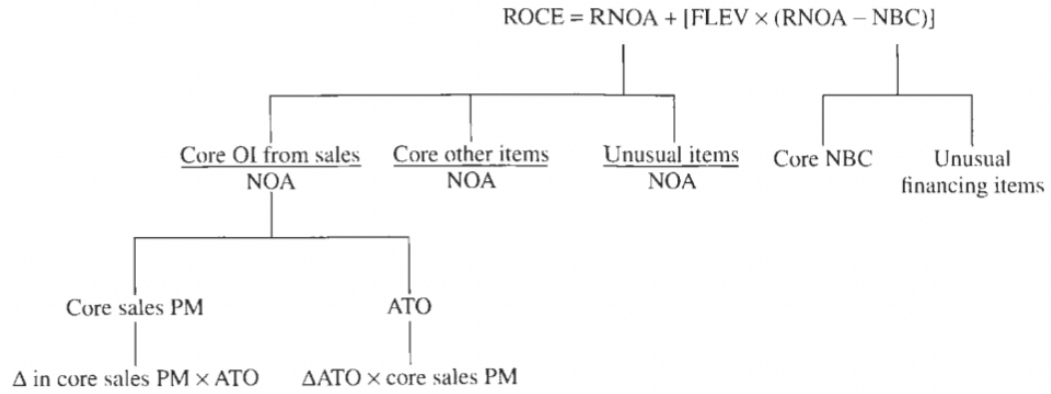 ROCE = RNOA + [FLEV × (RNOA – NBC)]
Core OI from sales
NOA
Core other items
NOA
Unusual items
NOA
Core NBC
Unusual
financing items
Core sales PM
ATO
Δ in core sales PM × ATO
ΔATO × core sales PM